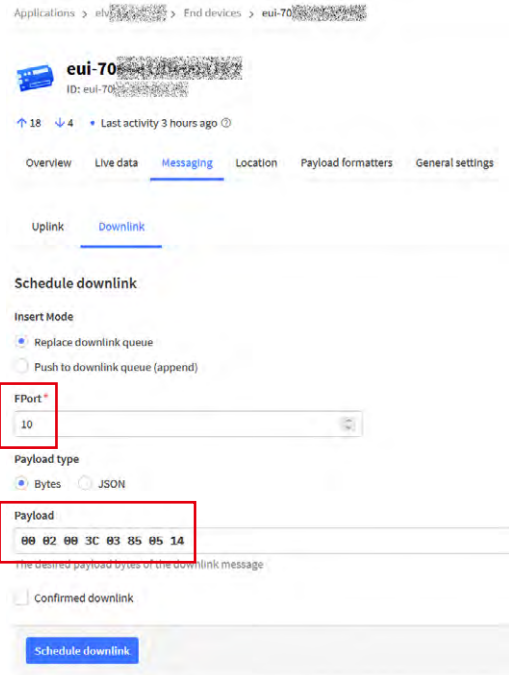 Applications > elv > End devices > eui-70
eui-70
ID: eui-70
↑ 18 ↓ 4 • Last activity 3 hours ago
Overview Live data Messaging Location Payload formatters General settings
Uplink Downlink
Schedule downlink
Insert Mode
Replace downlink queue
Push to downlink queue (append)
FPort*
10
Payload type
Bytes JSON
Payload
00 02 00 3C 03 85 05 14
The desired payload bytes of the downlink message
Confirmed downlink
Schedule downlink